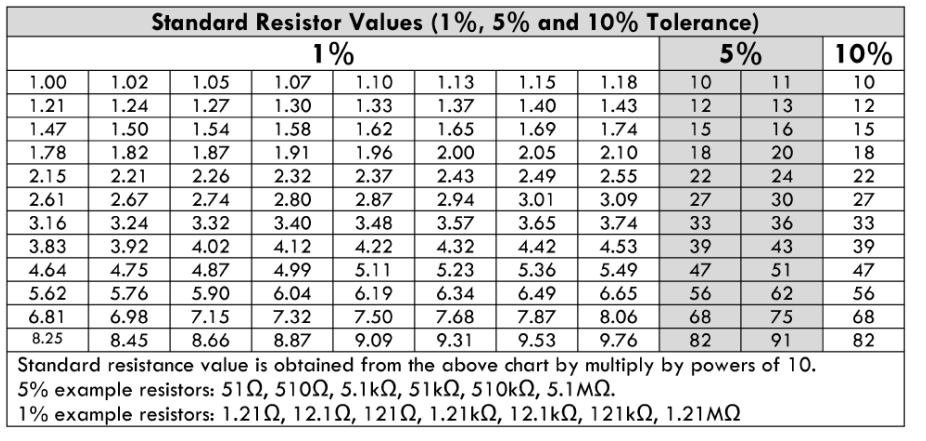 Standard Resistor Values (1%, 5% and 10% Tolerance)
1% 5% 10%
1.00 1.02 1.05 1.07 1.10 1.13 1.15 1.18 10 11 10
1.21 1.24 1.27 1.30 1.33 1.37 1.40 1.43 12 13 12
1.47 1.50 1.54 1.58 1.62 1.65 1.69 1.74 15 16 15
1.78 1.82 1.87 1.91 1.96 2.00 2.05 2.10 18 20 18
2.15 2.21 2.26 2.32 2.37 2.43 2.49 2.55 22 24 22
2.61 2.67 2.74 2.80 2.87 2.94 3.01 3.09 27 30 27
3.16 3.24 3.32 3.40 3.48 3.57 3.65 3.74 33 36 33
3.83 3.92 4.02 4.12 4.22 4.32 4.42 4.53 39 43 39
4.64 4.75 4.87 4.99 5.11 5.23 5.36 5.49 47 51 47
5.62 5.76 5.90 6.04 6.19 6.34 6.49 6.65 56 62 56
6.81 6.98 7.15 7.32 7.50 7.68 7.87 8.06 68 75 68
8.25 8.45 8.66 8.87 9.09 9.31 9.53 9.76 82 91 82
Standard resistance value is obtained from the above chart by multiply by powers of 10.
5% example resistors: 51Ω, 510Ω, 5.1kΩ, 51kΩ, 510kΩ, 5.1MΩ.
1% example resistors: 1.21Ω, 12.1Ω, 121Ω, 1.21kΩ, 12.1kΩ, 121kΩ, 1.21MΩ